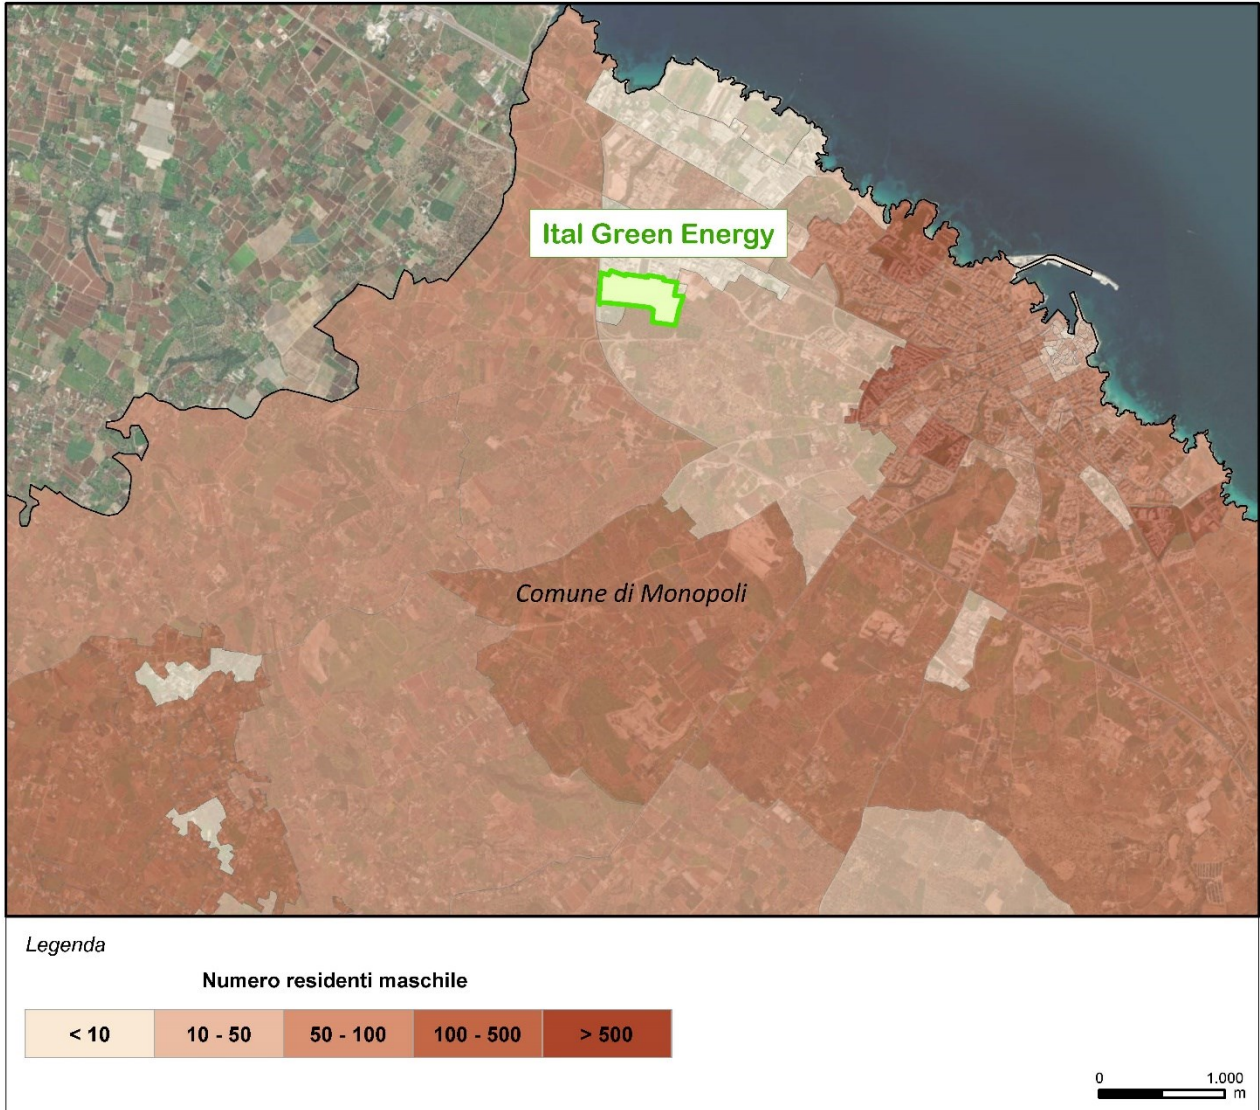 Ital Green Energy
Comune di Monopoli
Legenda
Numero residenti maschile
< 10
10 - 50
50 - 100
100 - 500
> 500
0
1.000
m